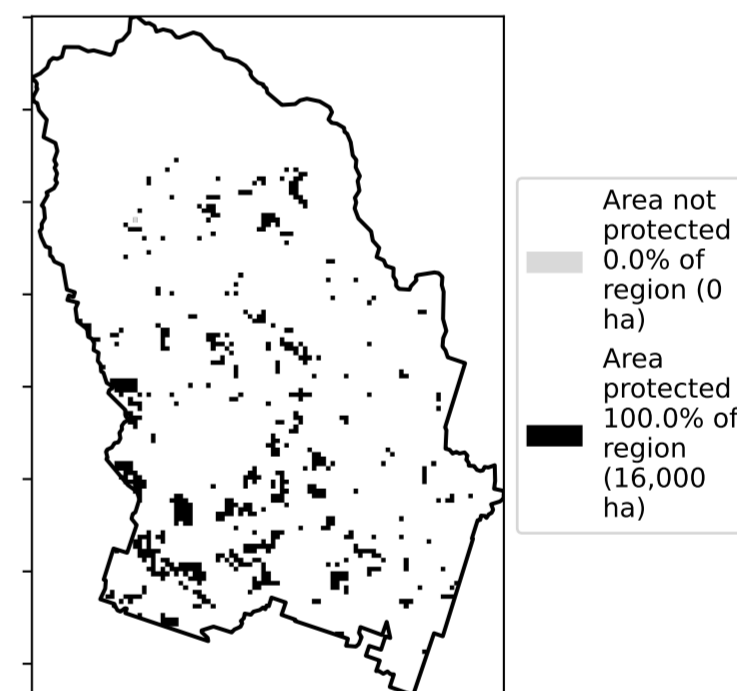 Area not
protected
0.0% of
region (0
ha)
Area
protected
100.0% of
region
(16,000
ha)